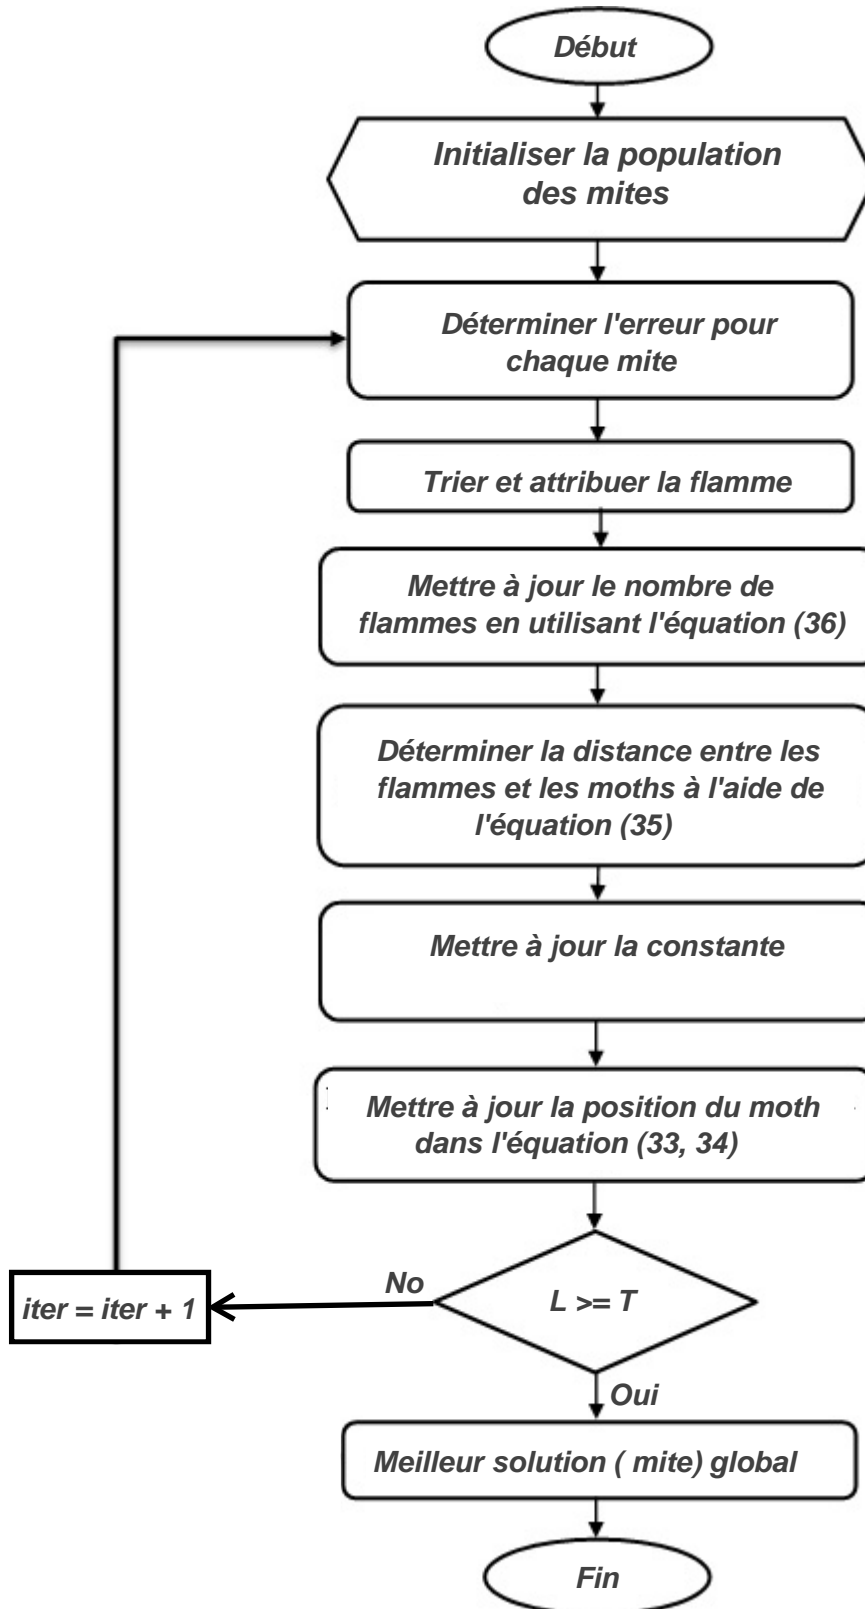 Début
Initialiser la population
des mites
Déterminer l'erreur pour
chaque mite
Trier et attribuer la flamme
Mettre à jour le nombre de
flammes en utilisant l'équation (36)
Déterminer la distance entre les
flammes et les moths à l'aide de
l'équation (35)
Mettre à jour la constante
Mettre à jour la position du moth
dans l'équation (33, 34)
L >= T
No
iter = iter + 1
Oui
Meilleur solution ( mite) global
Fin